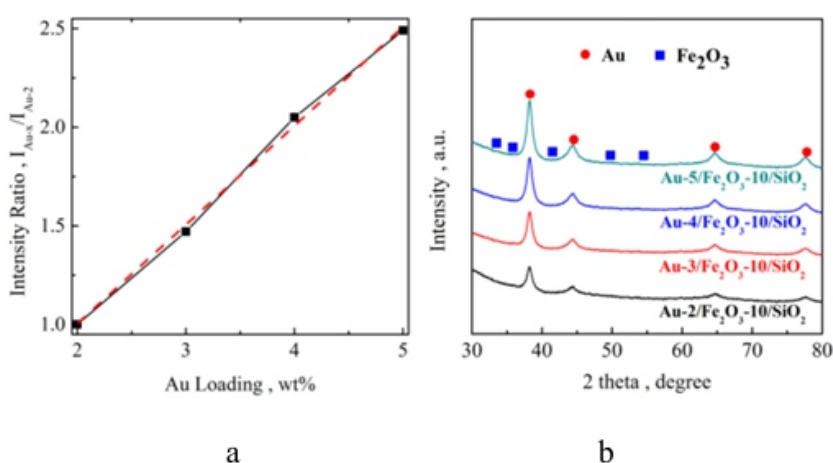 2.5
2.0
1.5
1.0
Intensity Ratio , I_Au-x/I_Au-2
2 3 4 5
Au Loading , wt%
a
Au Fe₂O₃
Au-5/Fe₂O₃-10/SiO₂
Au-4/Fe₂O₃-10/SiO₂
Au-3/Fe₂O₃-10/SiO₂
Au-2/Fe₂O₃-10/SiO₂
Intensity , a.u.
30 40 50 60 70 80
2 theta , degree
b